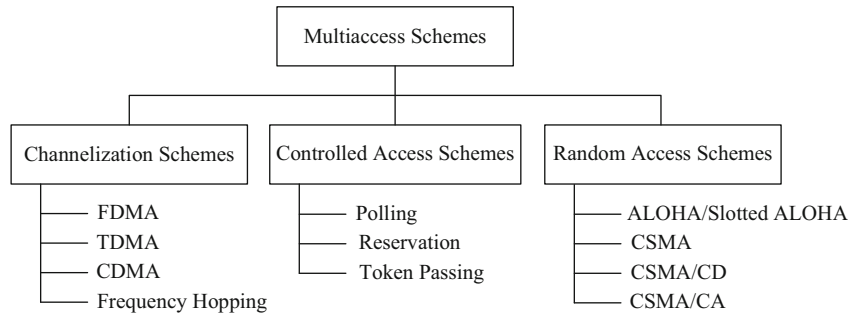 Multiaccess Schemes
Channelization Schemes
FDMA
TDMA
CDMA
Frequency Hopping
Controlled Access Schemes
Polling
Reservation
Token Passing
Random Access Schemes
ALOHA/Slotted ALOHA
CSMA
CSMA/CD
CSMA/CA